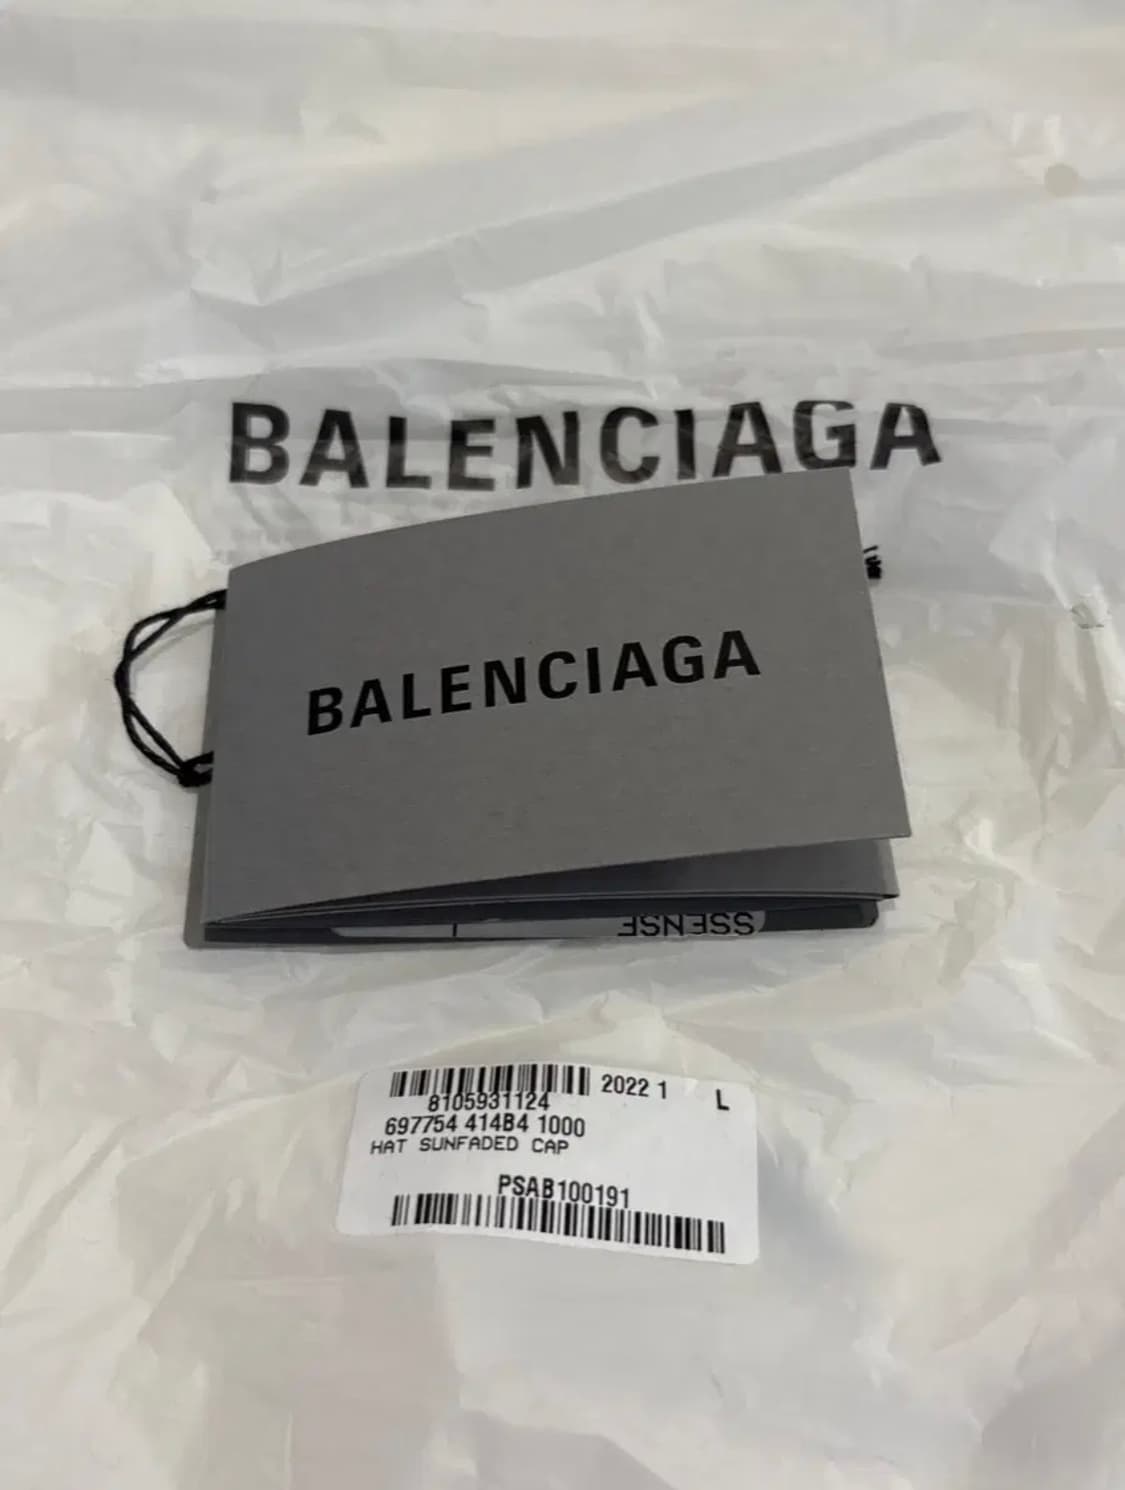 BALENCIAGA
BALENCIAGA
SSENSE
2022 1 L
8105931124
697754 414B4 1000
HAT SUNFADED CAP
PSAB100191